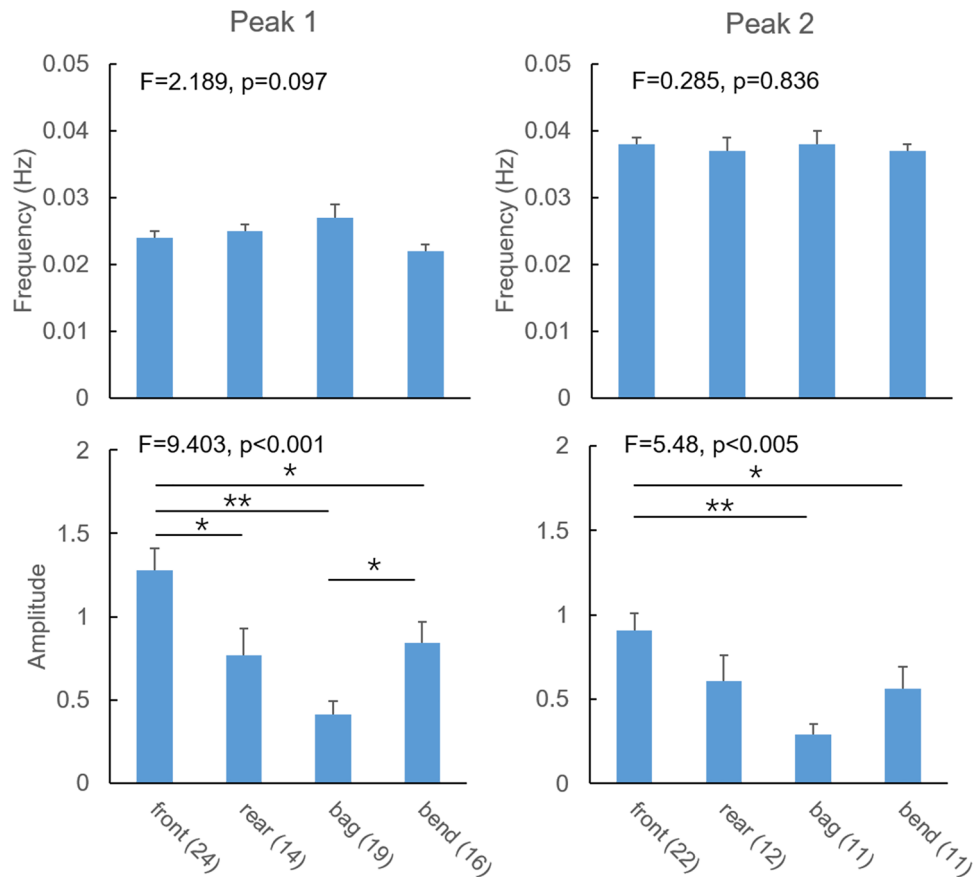 Peak 1
Peak 2
F=2.189, p=0.097
0.05
0.04
0.03
0.02
0.01
0
Frequency (Hz)
F=0.285, p=0.836
0.05
0.04
0.03
0.02
0.01
0
Frequency (Hz)
F=9.403, p<0.001
2
1.5
1
0.5
0
Amplitude
*
**
*
*
front (24)
rear (14)
bag (19)
bend (16)
F=5.48, p<0.005
2
1.5
1
0.5
0
*
**
front (22)
rear (12)
bag (11)
bend (11)